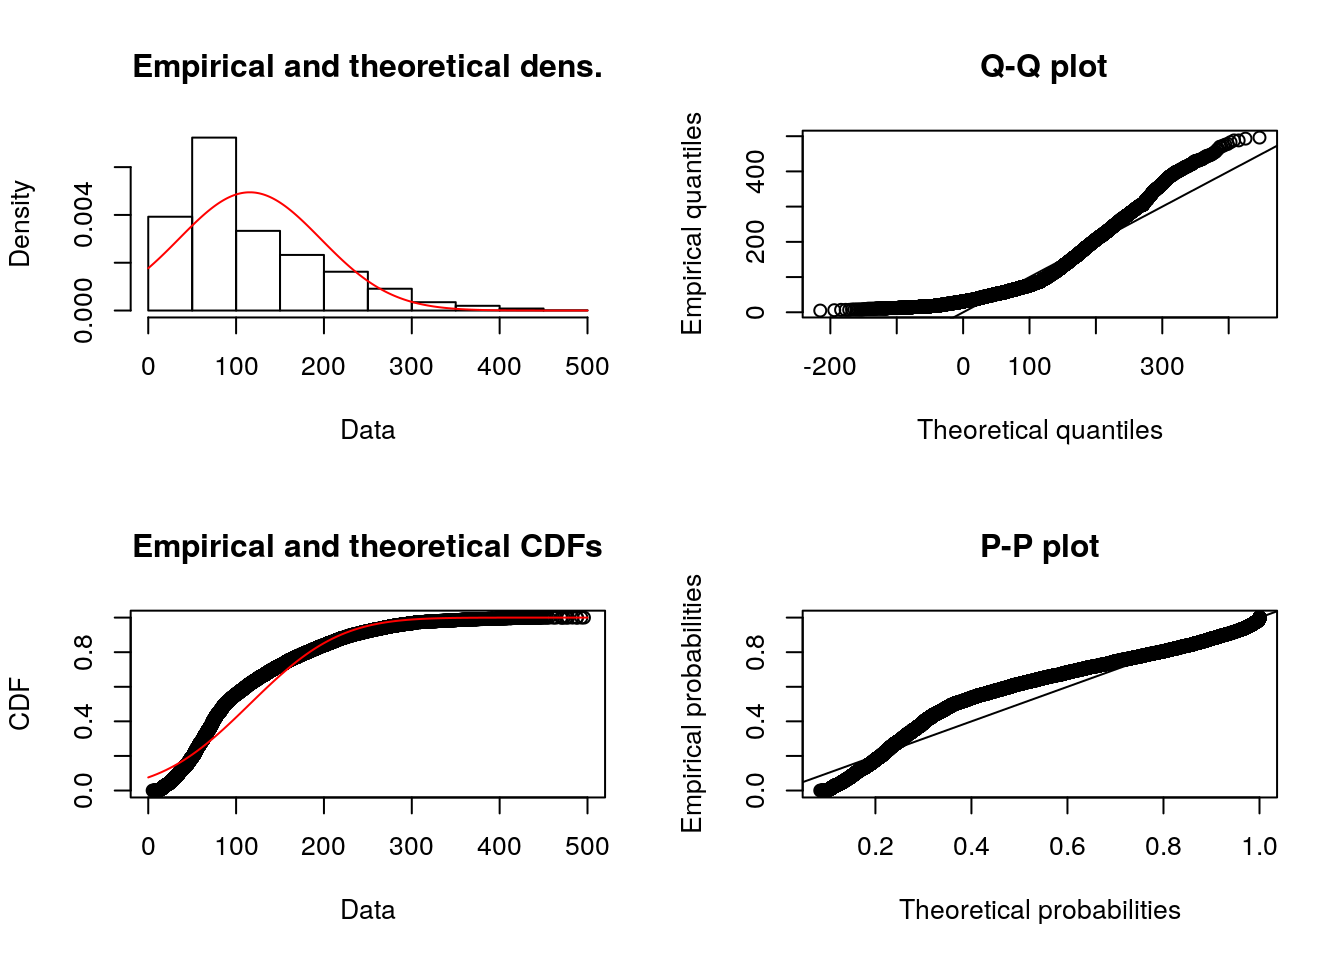 Empirical and theoretical dens.
Density
0.000
0.004
0
100
200
300
400
500
Data
Q-Q plot
Empirical quantiles
0
200
400
-200
0
100
300
Theoretical quantiles
Empirical and theoretical CDFs
CDF
0.0
0.4
0.8
0
100
200
300
400
500
Data
P-P plot
Empirical probabilities
0.0
0.4
0.8
0.2
0.4
0.6
0.8
1.0
Theoretical probabilities